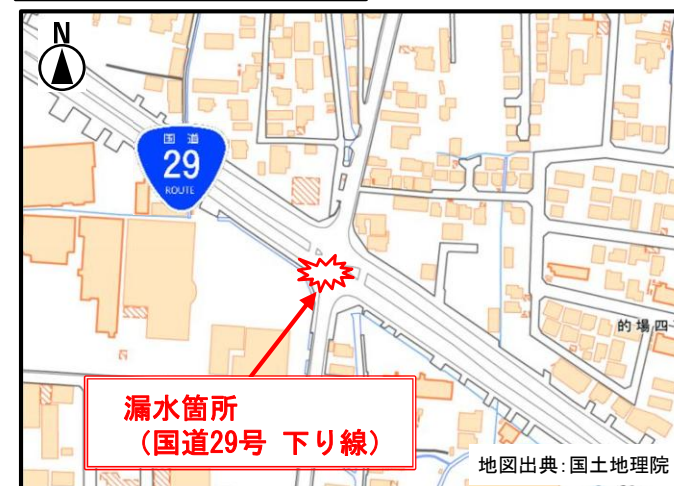 N
国道
29
ROUTE
的場四
漏水箇所
（国道29号 下り線）
地図出典：国土地理院